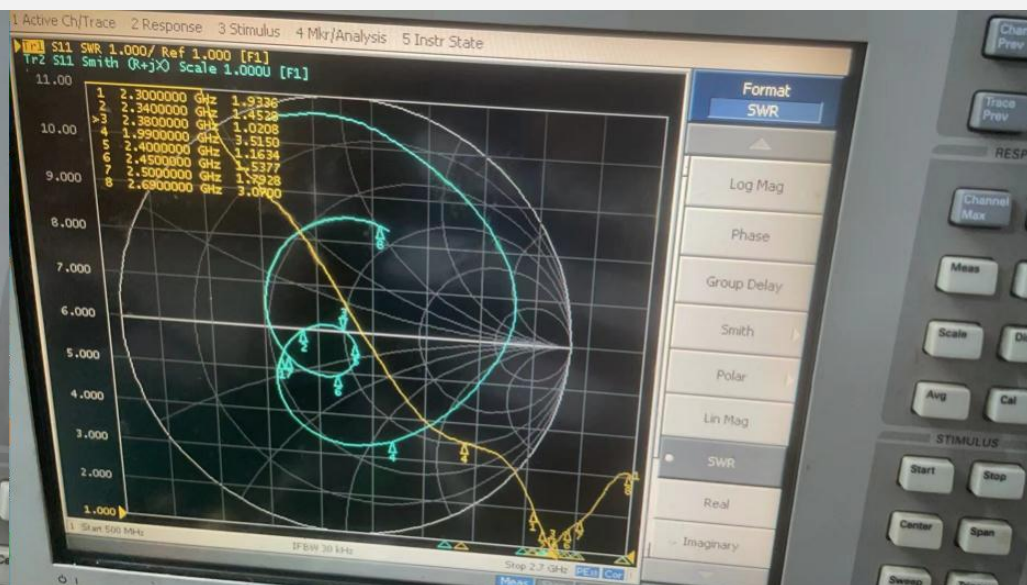 1 Active Ch/Trace 2 Response 3 Stimulus 4 Mkr/Analysis 5 Instr State
Tr1 S11 SWR 1.000/ Ref 1.000 [F1]
Tr2 S11 Smith (R+jX) Scale 1.000U [F1]
11.00
10.00
9.000
8.000
7.000
6.000
5.000
4.000
3.000
2.000
1.000
1 2.3000000 GHz 1.9336
2 2.3400000 GHz 1.4528
>3 2.3800000 GHz 1.0208
4 1.9900000 GHz 3.5150
5 2.4000000 GHz 1.1634
6 2.4500000 GHz 1.5377
7 2.5000000 GHz 1.7928
8 2.6900000 GHz 3.0700
1 Start 500 MHz
IFBW 30 kHz
Stop 2.7 GHz PExt Cor
Meas
Format
SWR
Log Mag
Phase
Group Delay
Smith
Polar
Lin Mag
SWR
Real
Imaginary
Prev
Trace
Prev
RESP
Channel
Max
Meas
Scale
Avg
Cal
STIMULUS
Start
Stop
Center
Span
Sweep